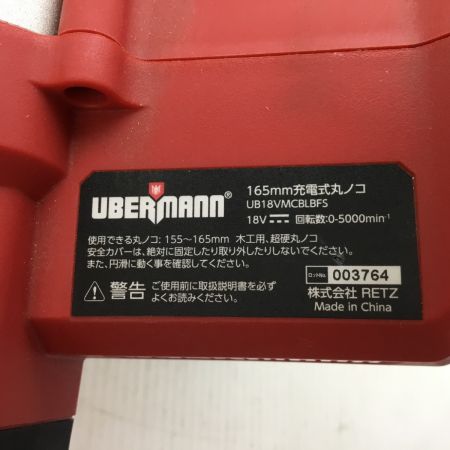 UBERMANN®
165mm充電式丸ノコ
UB18VMCBLBFS
18V⎓ 回転数:0-5000min⁻¹
使用できる丸ノコ:155~165mm 木工用、超硬丸ノコ
安全カバーは、絶対に固定したり取り外したりしないでください。
また、円滑に動く事を確認してください。
警告
ご使用前に取扱説明書を必ず
よくお読みください。
ロットNo. 003764
株式会社 RETZ
Made in China